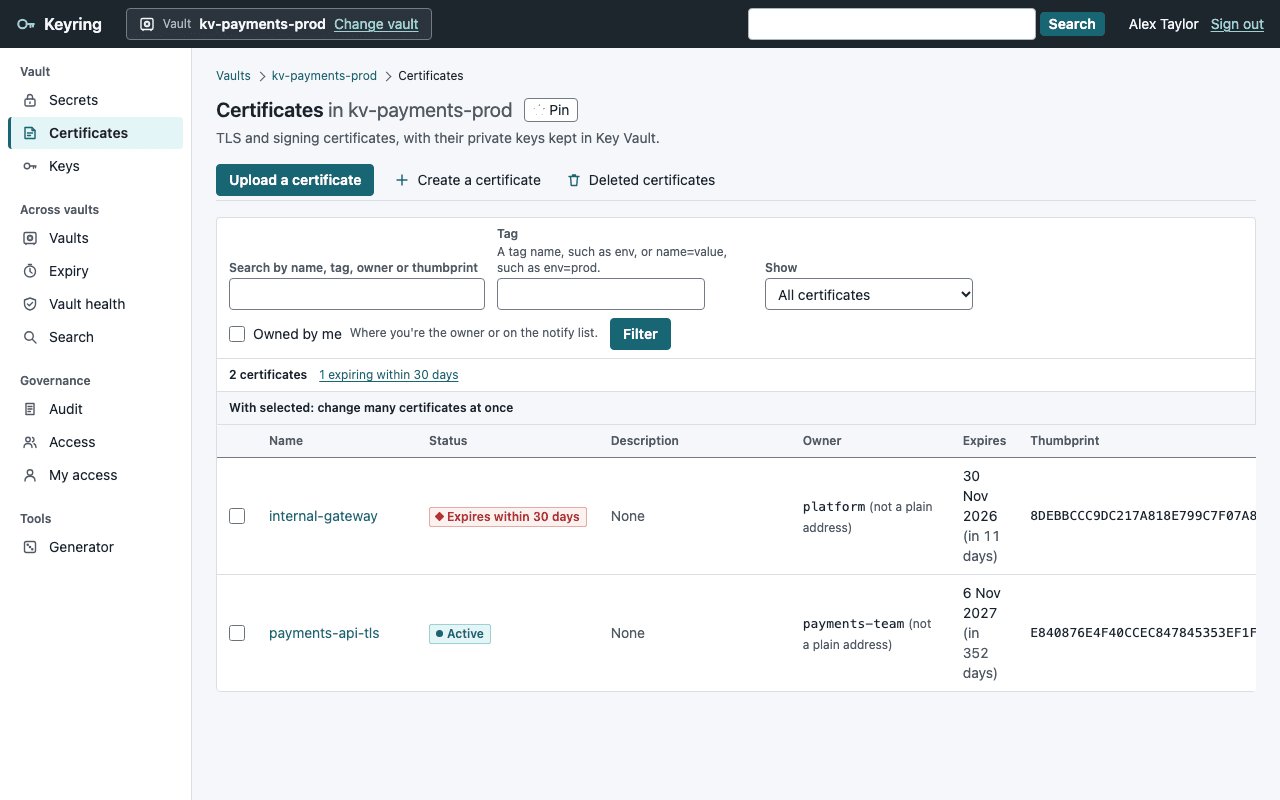 Keyring
Vault kv-payments-prod Change vault
Search
Alex Taylor Sign out
Vault
Secrets
Certificates
Keys
Across vaults
Vaults
Expiry
Vault health
Search
Governance
Audit
Access
My access
Tools
Generator
Vaults kv-payments-prod Certificates
Certificates in kv-payments-prod Pin
TLS and signing certificates, with their private keys kept in Key Vault.
Upload a certificate Create a certificate Deleted certificates
Search by name, tag, owner or thumbprint
Tag
A tag name, such as env, or name=value,
such as env=prod.
Show
All certificates
Owned by me Where you're the owner or on the notify list. Filter
2 certificates 1 expiring within 30 days
With selected: change many certificates at once
Name Status Description Owner Expires Thumbprint
internal-gateway Expires within 30 days None
platform (not a plain
address)
30
Nov
2026
(in 11
days)
8DEBBCCC9DC217A818E799C7F07A8
payments-api-tls Active None
payments-team (not
a plain address)
6 Nov
2027
(in
352
days)
E840876E4F40CCEC847845353EF1F